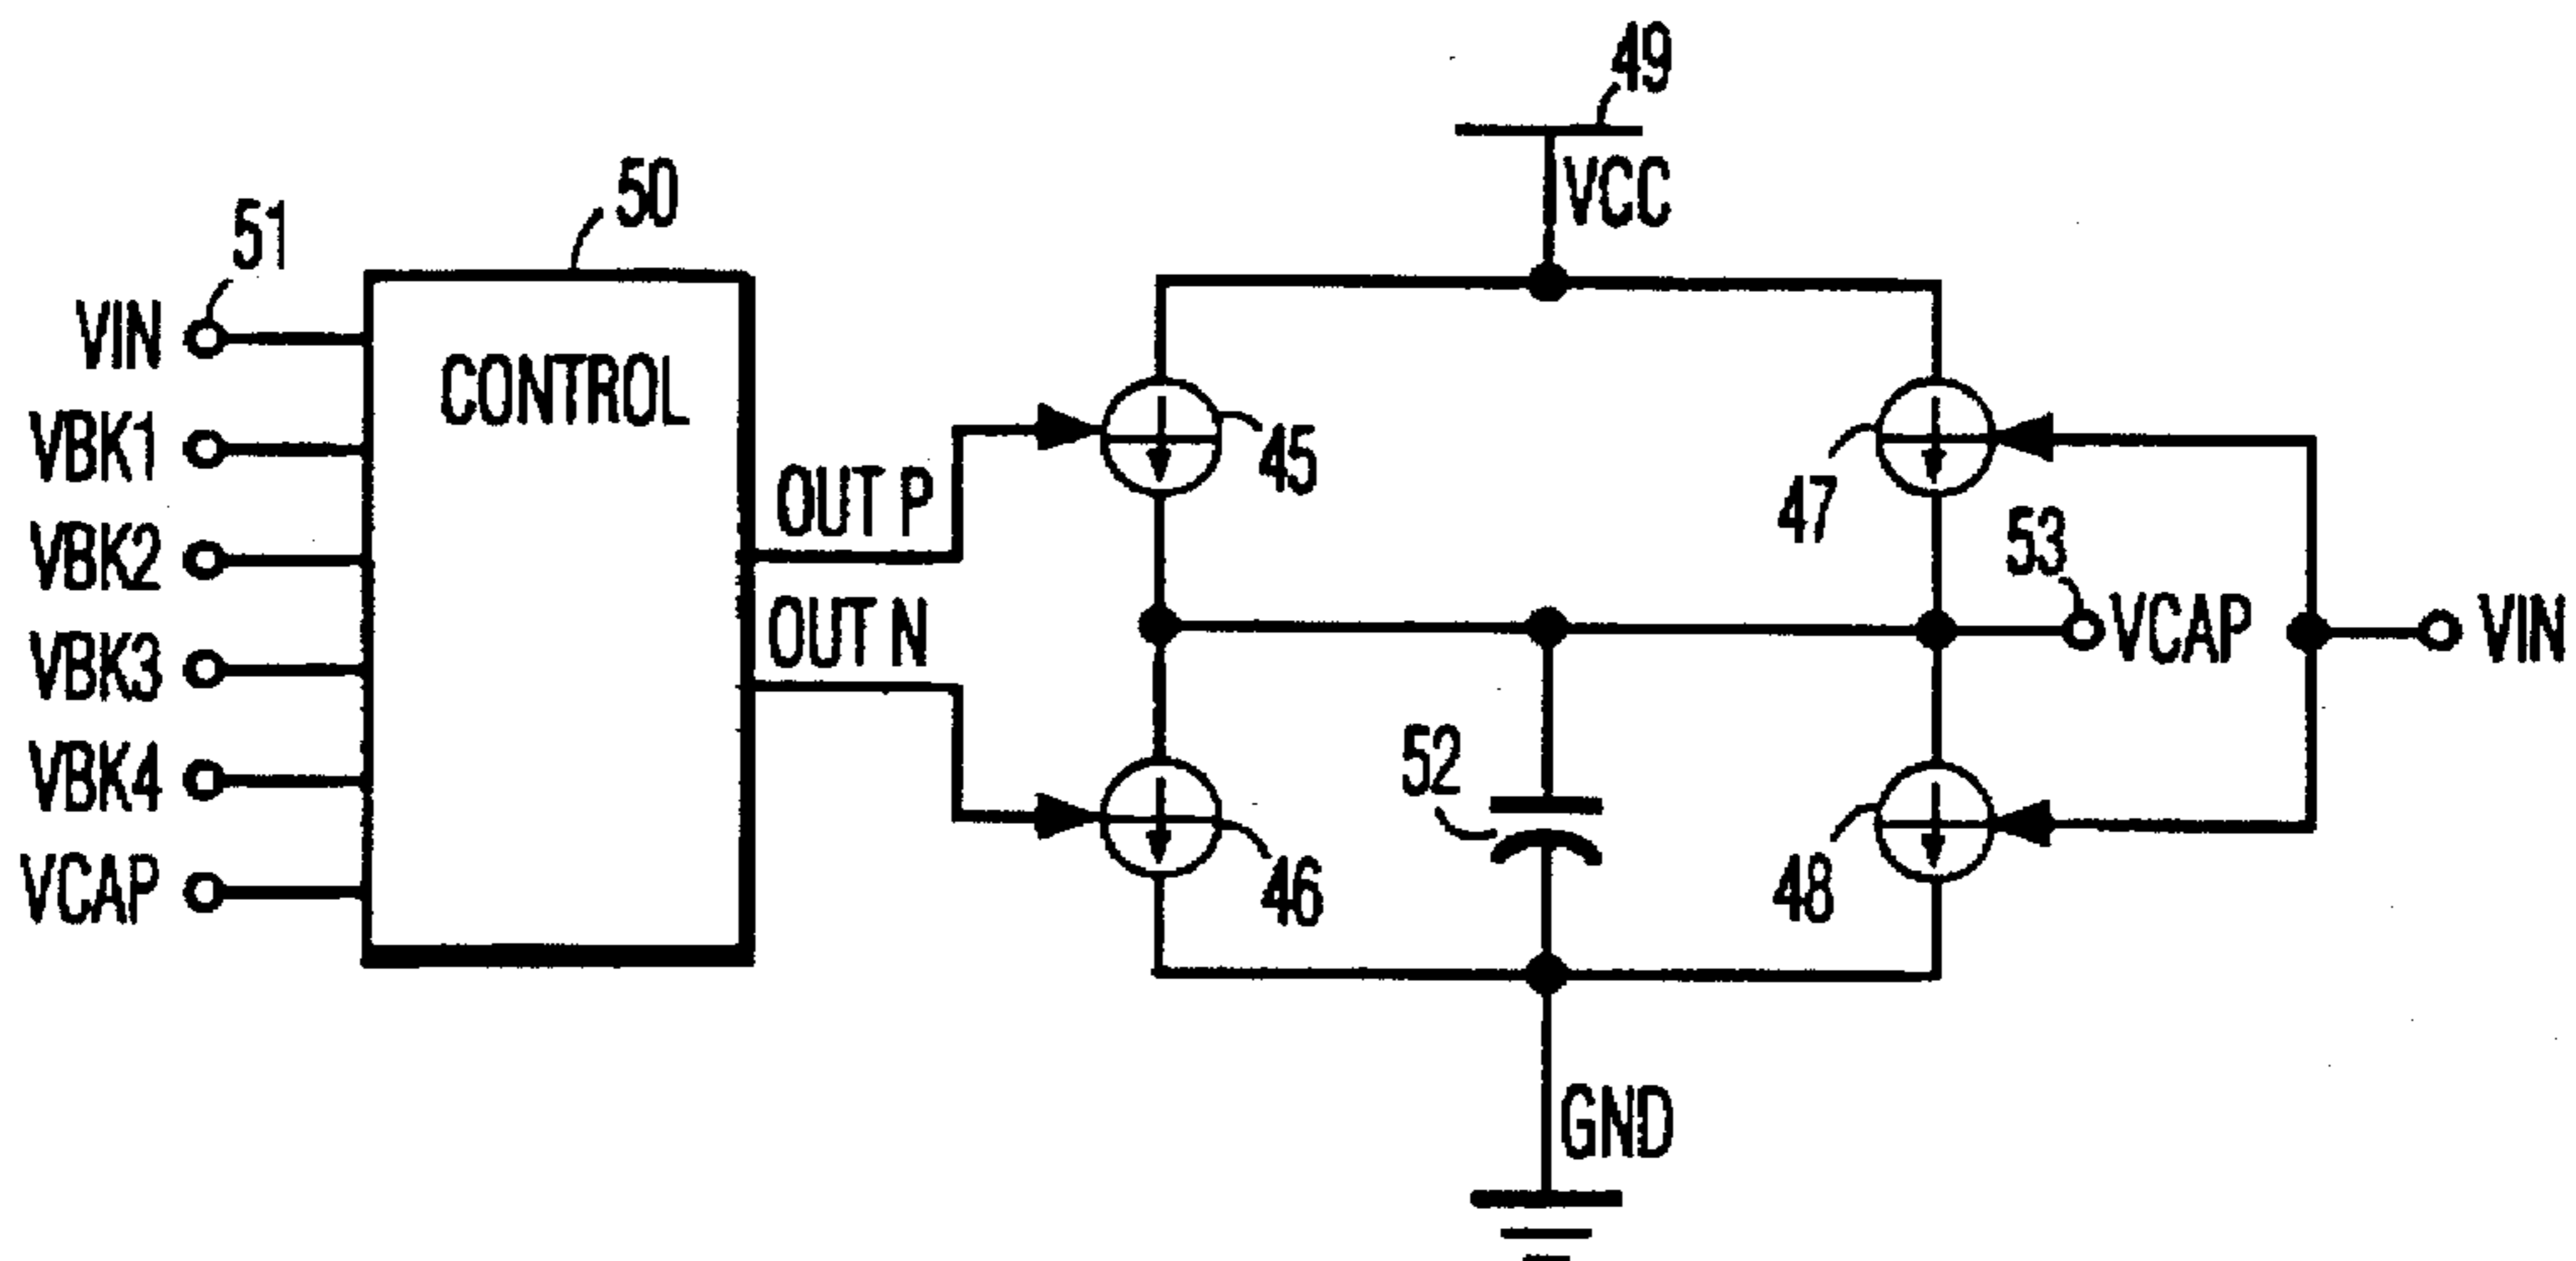 49
VCC
50
51
VIN
CONTROL
VBK1
VBK2
VBK3
VBK4
VCAP
OUT P
OUT N
45
46
47
48
52
53
VCAP
VIN
GND